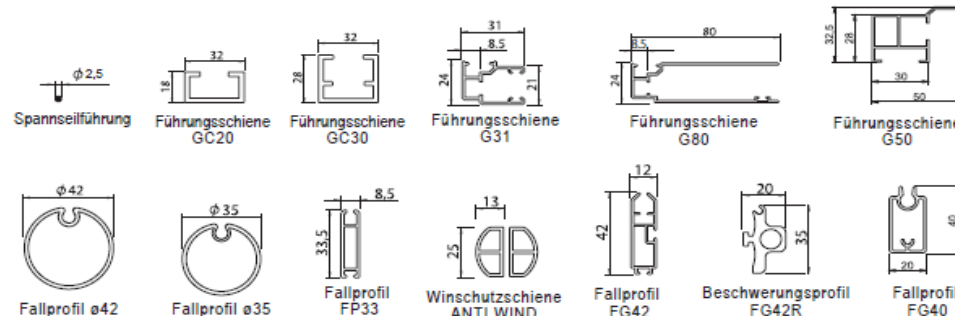 31
80
32
32
8.5
8.5
ϕ2,5
18
28
24
21
24
32.5
28
30
50
Spannseilführung
Führungsschiene
GC20
Führungsschiene
GC30
Führungsschiene
G31
Führungsschiene
G80
Führungsschiene
G50
ϕ42
ϕ35
8,5
33,5
13
25
12
42
20
35
20
Fallprofil ø42
Fallprofil ø35
Fallprofil
FP33
Winschutzschiene
ANTI WIND
Fallprofil
FG42
Beschwerungsprofil
FG42R
Fallprofil
FG40